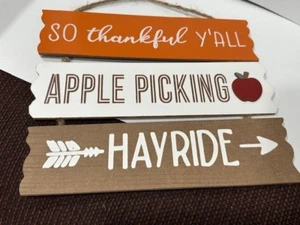 SO thankful Y'ALL
APPLE PICKING
HAYRIDE